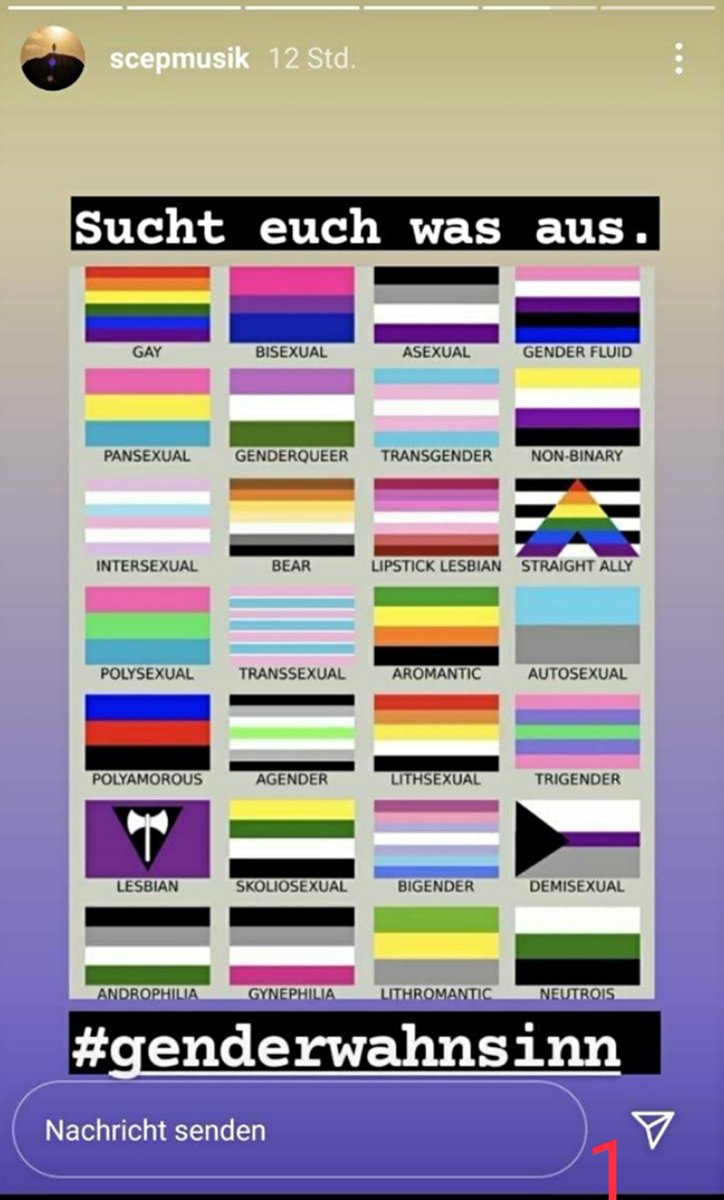 scepmusik 12 Std.
Sucht euch was aus.
GAY BISEXUAL ASEXUAL GENDER FLUID
PANSEXUAL GENDERQUEER TRANSGENDER NON-BINARY
INTERSEXUAL BEAR LIPSTICK LESBIAN STRAIGHT ALLY
POLYSEXUAL TRANSSEXUAL AROMANTIC AUTOSEXUAL
POLYAMOROUS AGENDER LITHSEXUAL TRIGENDER
LESBIAN SKOLIOSEXUAL BIGENDER DEMISEXUAL
ANDROPHILIA GYNEPHILIA LITHROMANTIC NEUTROIS
#genderwahnsinn
Nachricht senden
1